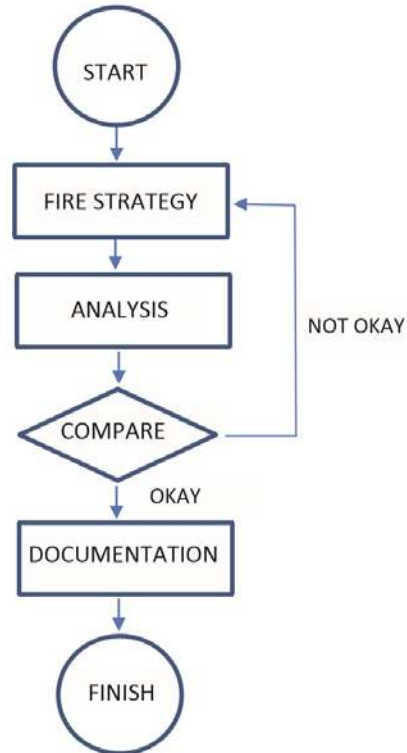 START
FIRE STRATEGY
ANALYSIS
NOT OKAY
COMPARE
OKAY
DOCUMENTATION
FINISH